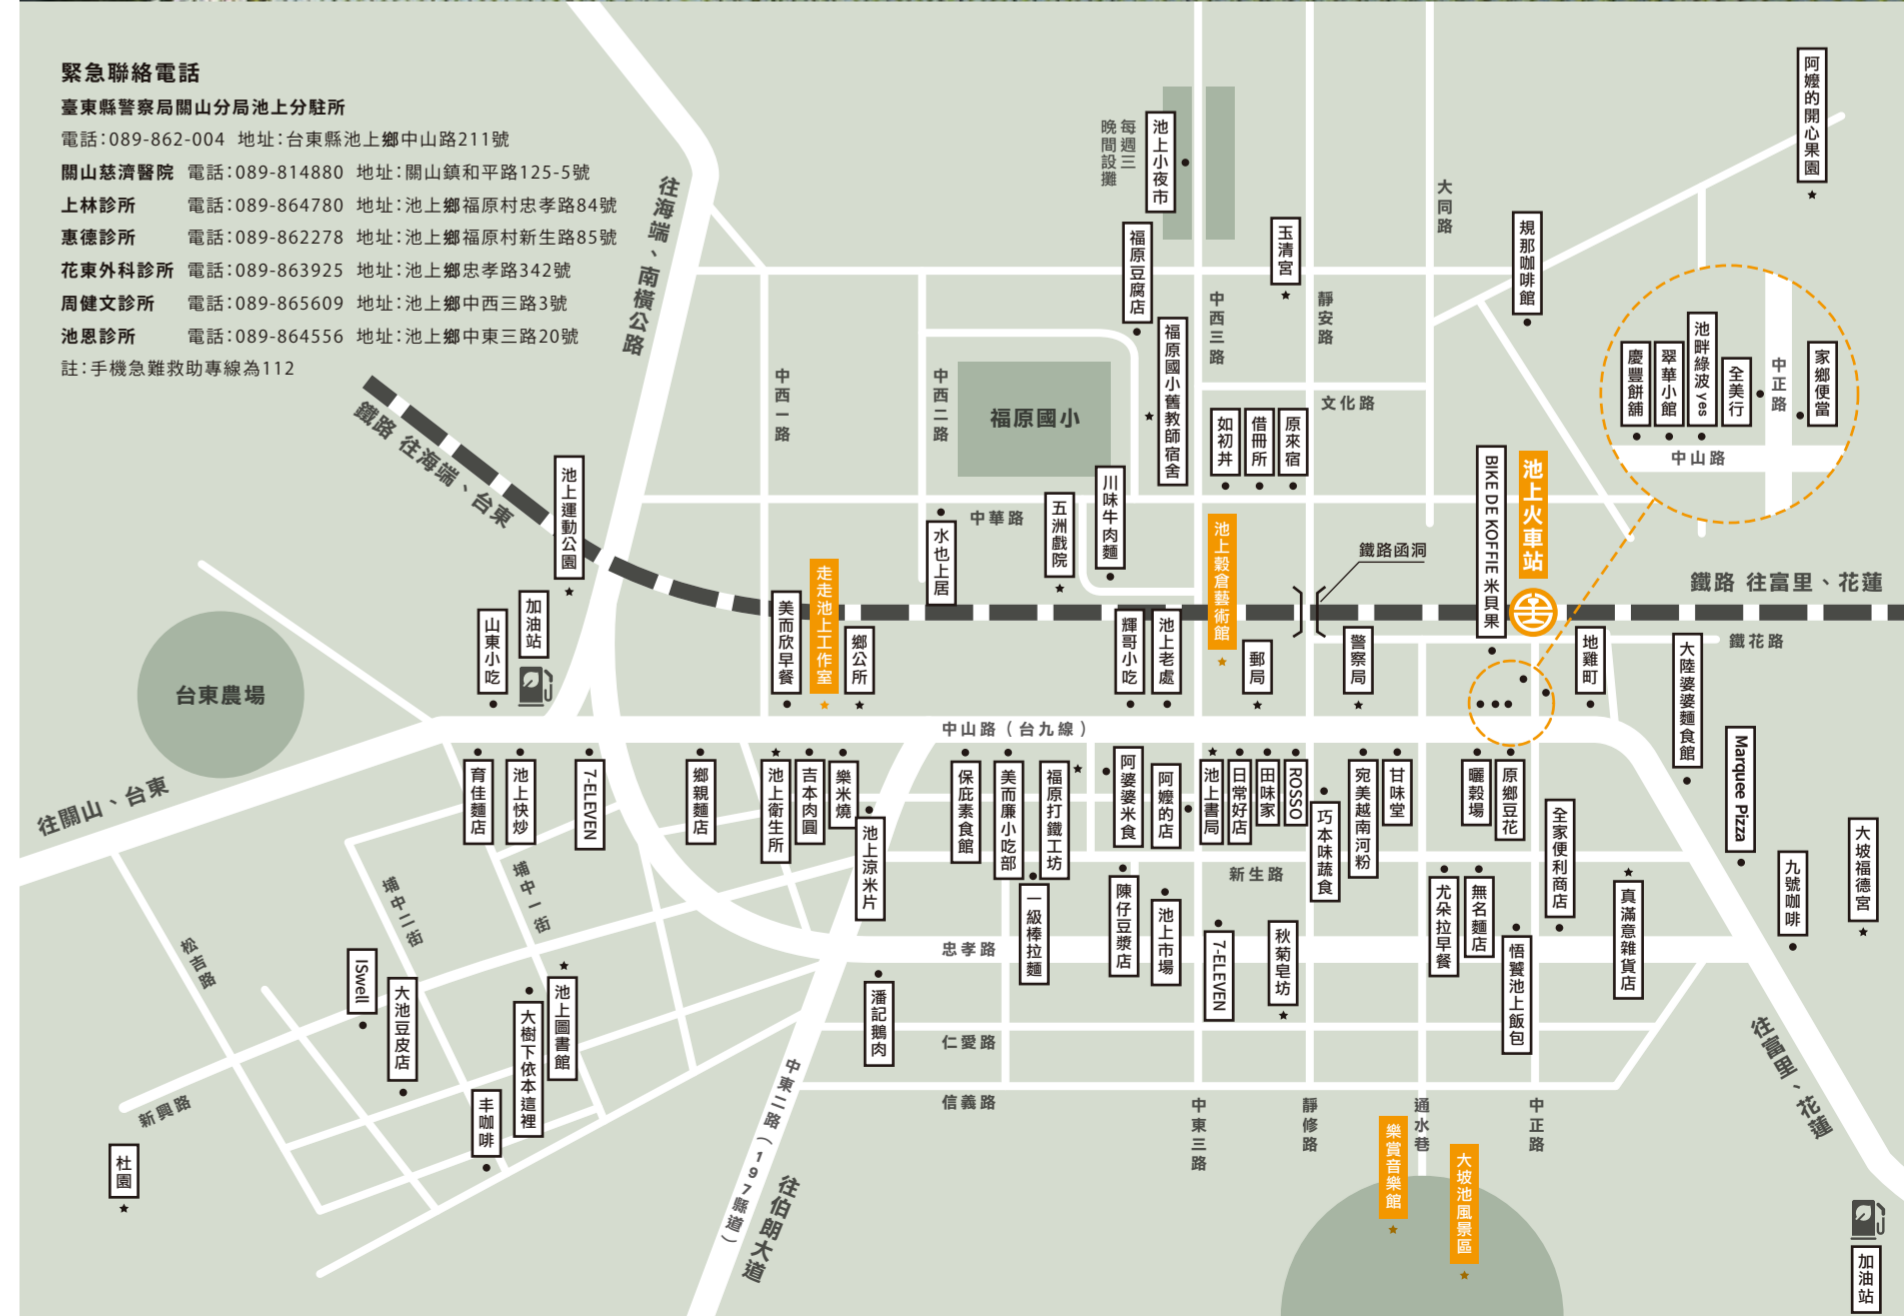 緊急聯絡電話
臺東縣警察局關山分局池上分駐所
電話:089-862-004 地址:台東縣池上鄉中山路211號
關山慈濟醫院 電話:089-814880 地址:關山鎮和平路125-5號
上林診所 電話:089-864780 地址:池上鄉福原村忠孝路84號
惠德診所 電話:089-862278 地址:池上鄉福原村新生路85號
花東外科診所 電話:089-863925 地址:池上鄉忠孝路342號
周健文診所 電話:089-865609 地址:池上鄉中西三路3號
池恩診所 電話:089-864556 地址:池上鄉中東三路20號
註:手機急難救助專線為112
往海端、南橫公路
每週三
晚間設攤
池上小夜市
福原豆腐店
玉清宮
大同路
規那咖啡館
阿嬤的開心果園
中西一路
中西二路
福原國小
福原國小舊教師宿舍
中西三路
靜安路
文化路
如初丼
借冊所
原來宿
BIKE DE KOFFIE 米貝果
池上火車站
慶豐餅舖
翠華小館
池畔綠波 yes
全美行
中正路
家鄉便當
中山路
鐵路 往海端、台東
池上運動公園
中華路
水也上居
五洲戲院
川味牛肉麵
池上穀倉藝術館
鐵路函洞
鐵路 往富里、花蓮
鐵花路
台東農場
山東小吃
加油站
美而欣早餐
走走池上工作室
鄉公所
輝哥小吃
池上老處
郵局
警察局
地雞町
大陸婆婆麵食館
中山路(台九線)
往關山、台東
育佳麵店
池上快炒
7-ELEVEN
鄉親麵店
池上衛生所
吉本肉圓
樂米燒
池上涼米片
保庇素食館
美而廉小吃部
福原打鐵工坊
阿婆婆米食
阿嬤的店
池上書局
日常好店
田味家
ROSSO
巧本味蔬食
宛美越南河粉
甘味堂
曬穀場
原鄉豆花
全家便利商店
Marquee Pizza
九號咖啡
大坡福德宮
新生路
一級棒拉麵
陳仔豆漿店
池上市場
7-ELEVEN
秋菊皂坊
尤朵拉早餐
無名麵店
悟饕池上飯包
真滿意雜貨店
松吉路
埔中二街
埔中一街
忠孝路
ISwell
大池豆皮店
大樹下依本這裡
池上圖書館
丰咖啡
潘記鵝肉
仁愛路
信義路
新興路
杜園
中東二路(197縣道)
往伯朗大道
中東三路
靜修路
通水巷
中正路
樂賞音樂館
大坡池風景區
往富里、花蓮
加油站